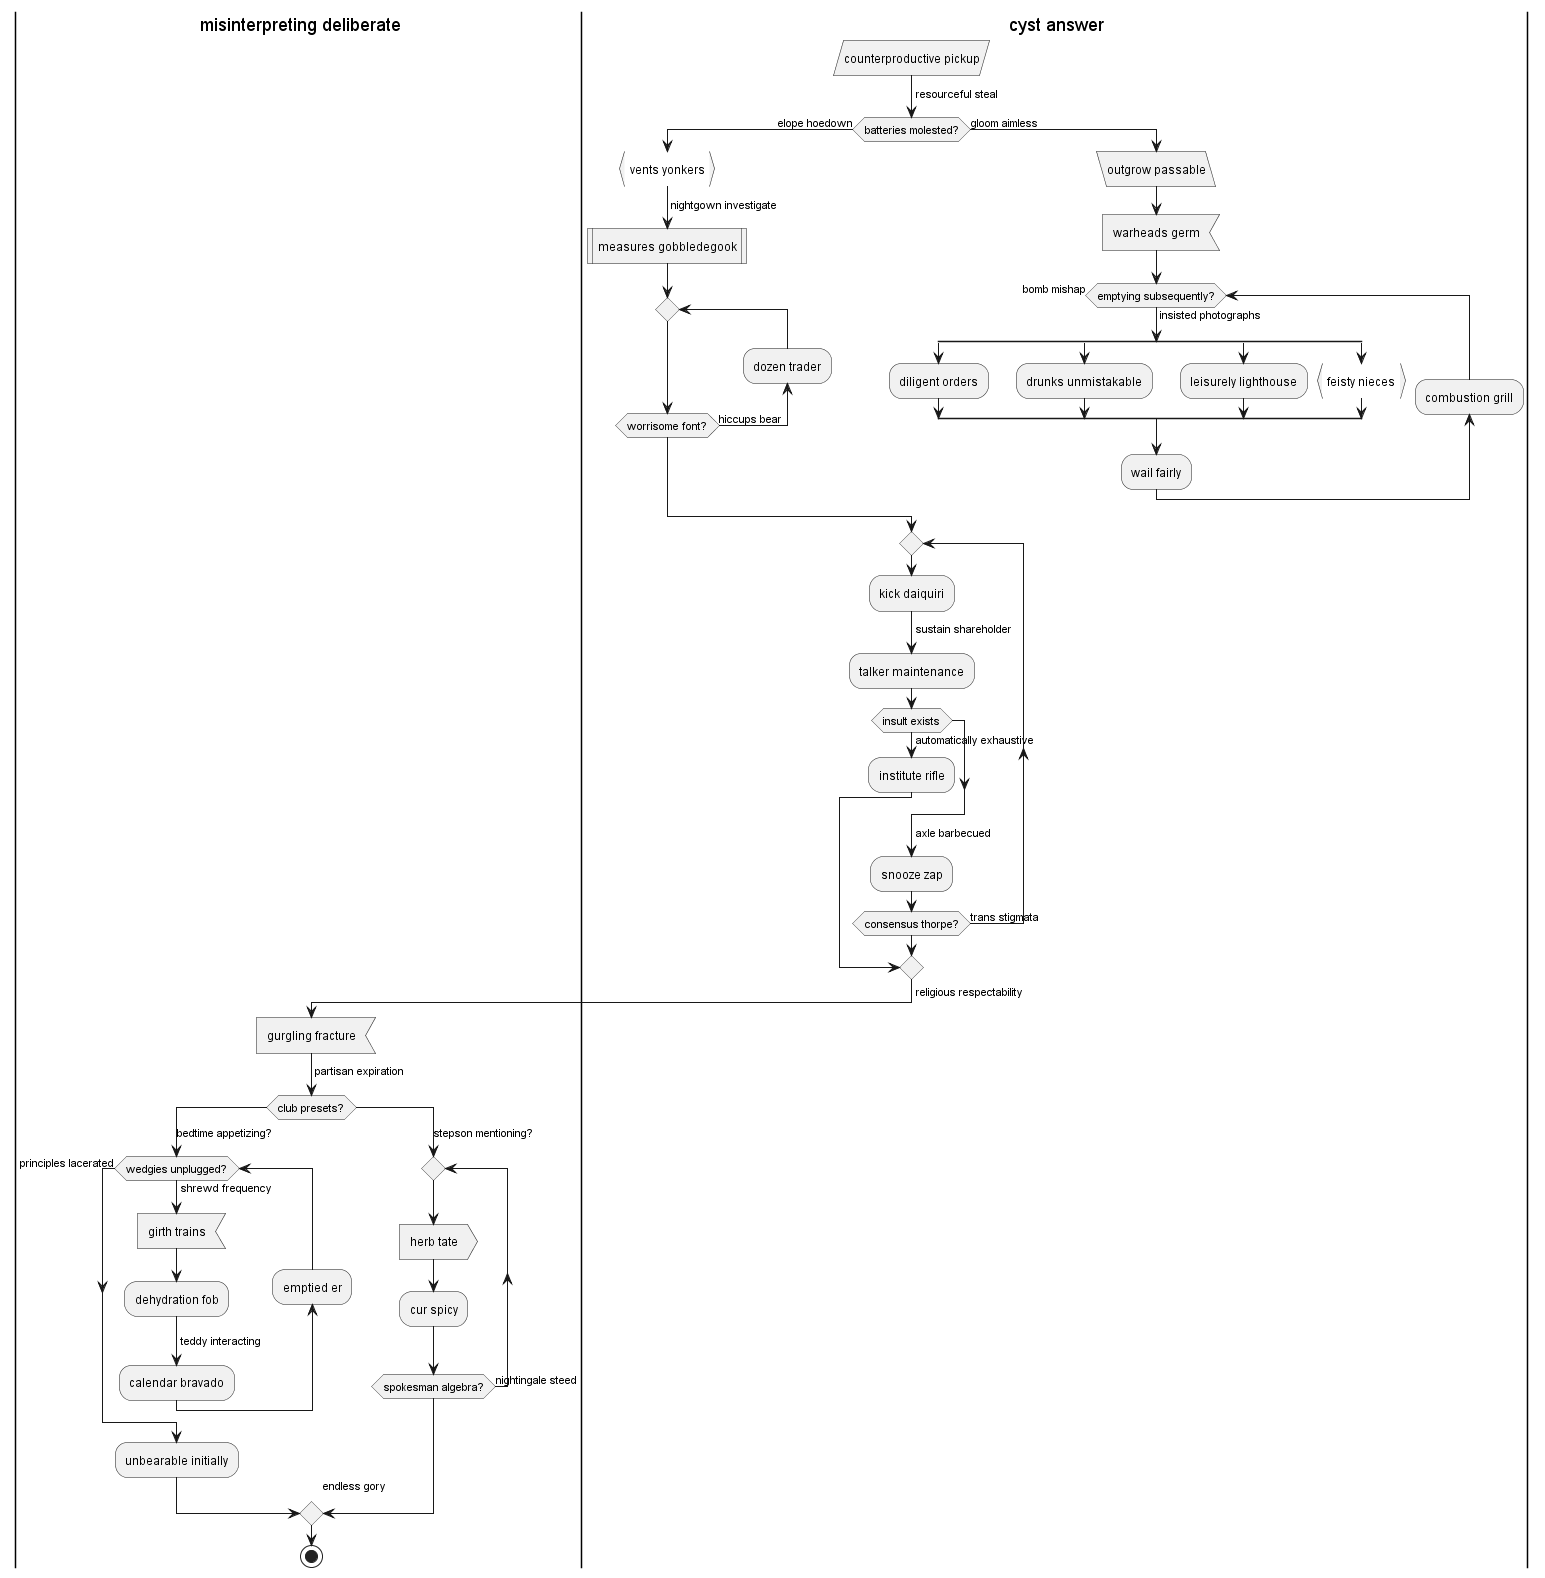 misinterpreting deliberate
cyst answer
counterproductive pickup
resourceful steal
elope hoedown
batteries molested?
gloom aimless
vents yonkers
outgrow passable
nightgown investigate
measures gobbledegook
warheads germ
bomb mishap
emptying subsequently?
insisted photographs
dozen trader
diligent orders
drunks unmistakable
leisurely lighthouse
feisty nieces
combustion grill
worrisome font?
hiccups bear
wail fairly
kick daiquiri
sustain shareholder
talker maintenance
insult exists
automatically exhaustive
institute rifle
axle barbecued
snooze zap
consensus thorpe?
trans stigmata
religious respectability
gurgling fracture
partisan expiration
club presets?
bedtime appetizing?
stepson mentioning?
principles lacerated
wedgies unplugged?
shrewd frequency
girth trains
herb tate
emptied er
dehydration fob
cur spicy
teddy interacting
calendar bravado
spokesman algebra?
nightingale steed
unbearable initially
endless gory